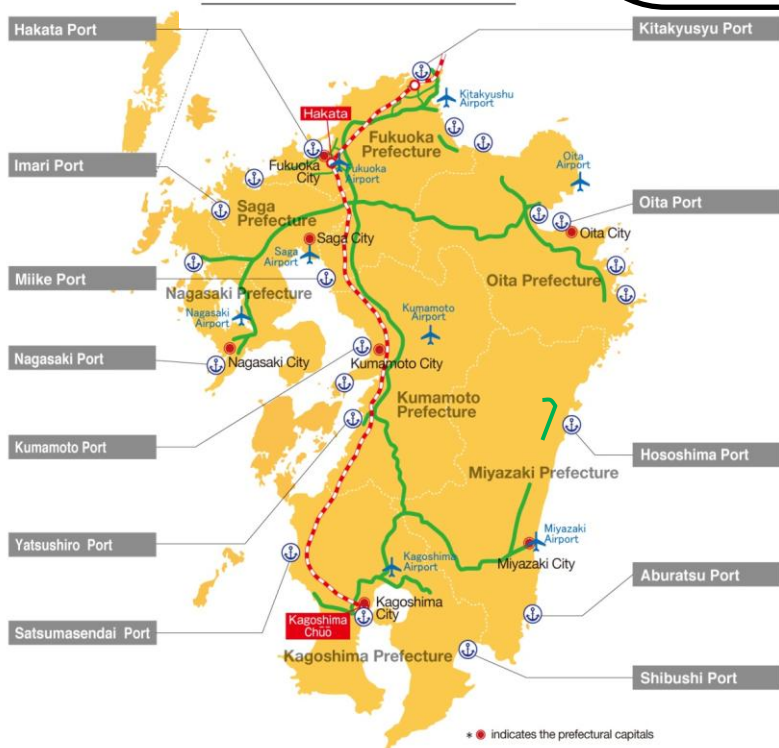 Hakata Port
Kitakyusyu Port
Kitakyushu
Airport
Hakata
Fukuoka
Prefecture
Fukuoka
City
Fukuoka
Airport
Oita
Airport
Imari Port
Saga
Prefecture
Oita Port
Saga City
Oita City
Saga
Airport
Miike Port
Oita Prefecture
Nagasaki Prefecture
Nagasaki
Airport
Kumamoto
Airport
Nagasaki Port
Nagasaki City
Kumamoto City
Kumamoto
Prefecture
Kumamoto Port
Hososhima Port
Miyazaki Prefecture
Yatsushiro Port
Miyazaki
Airport
Kagoshima
Airport
Miyazaki City
Aburatsu Port
Satsumasendai Port
Kagoshima
City
Kagoshima
Chūō
Kagoshima Prefecture
Shibushi Port
* indicates the prefectural capitals